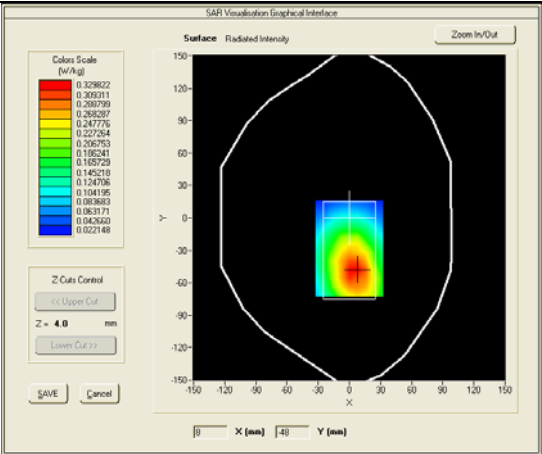 SAR Visualisation Graphical Interface
Surface Radiated Intensity
Zoom In/Out
Colors Scale
(W/kg)
0.329822
0.309311
0.288799
0.268287
0.247776
0.227264
0.206753
0.186241
0.165729
0.145218
0.124706
0.104195
0.083683
0.063171
0.042660
0.022148
Z-Cuts Control
<< Upper Cut
Z = 4.0 mm
Lower Cut >>
SAVE Cancel
150-
120-
90-
60-
30-
0-
-30-
-60-
-90-
-120-
-150-
Y
-150 -120 -90 -60 -30 0 30 60 90 120 150
X
8 X (mm) -48 Y (mm)